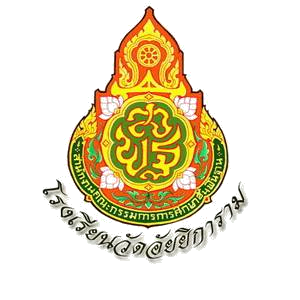 สำนักงานคณะกรรมการการศึกษาขั้นพื้นฐาน
โรงเรียนวัดอัยยิการาม